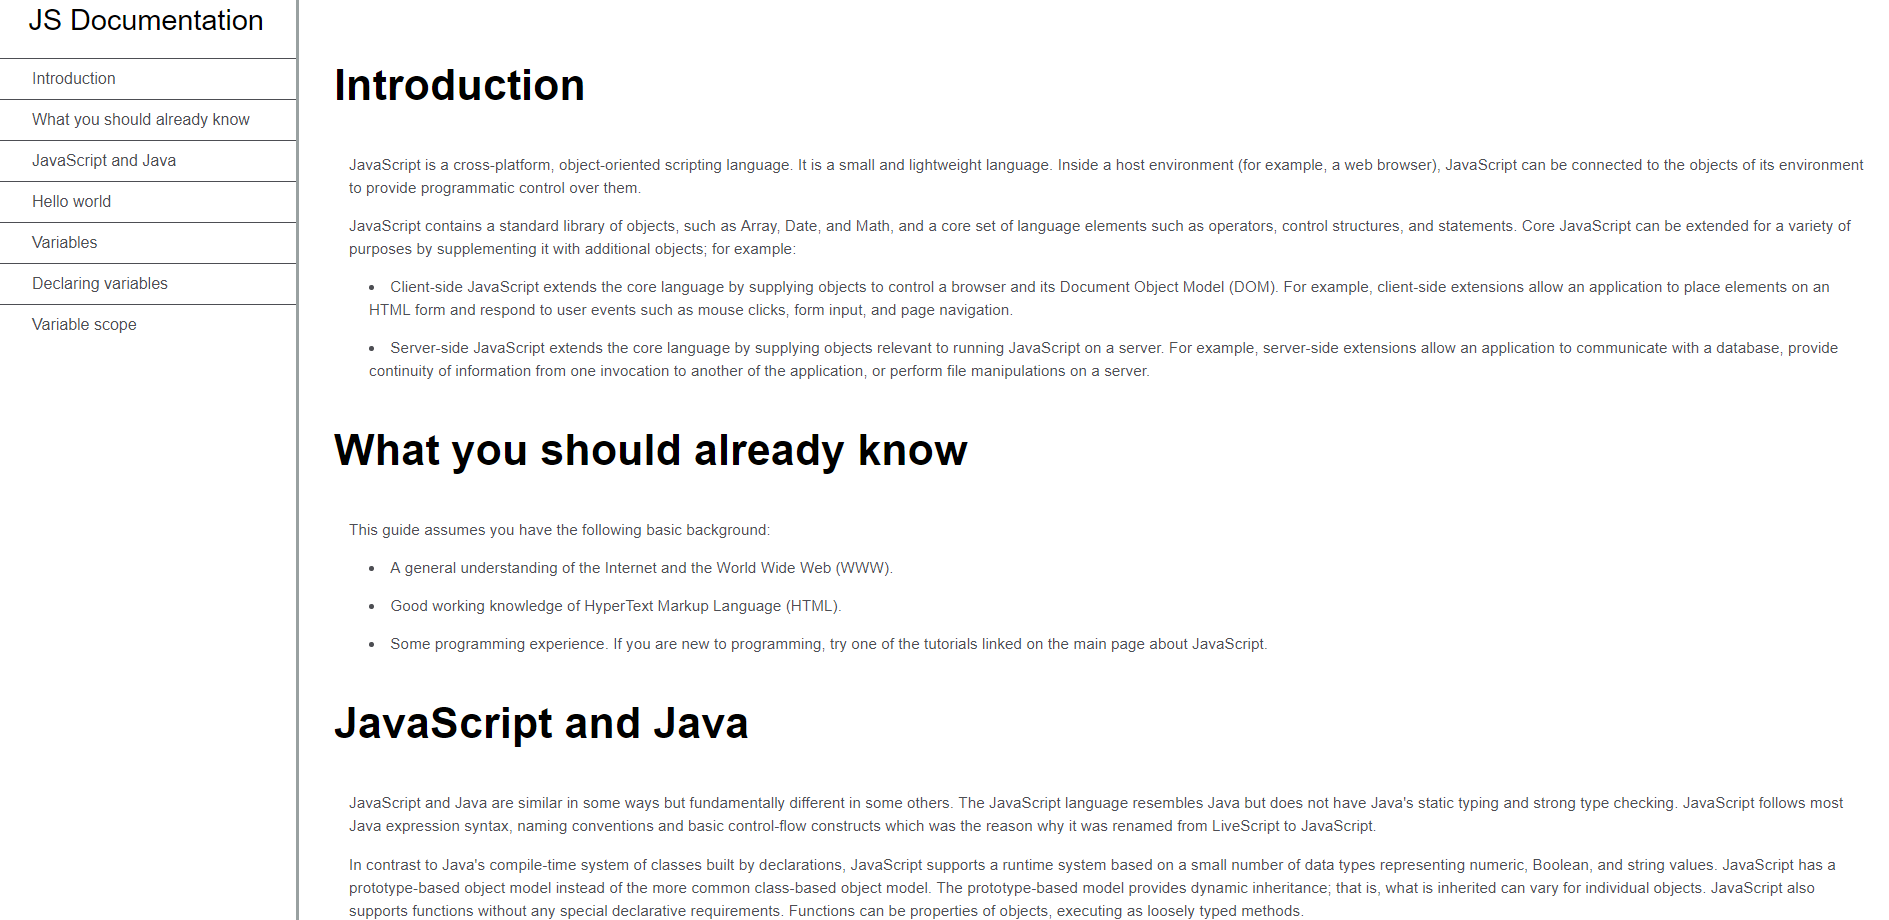 JS Documentation
Introduction
What you should already know
JavaScript and Java
Hello world
Variables
Declaring variables
Variable scope
Introduction
JavaScript is a cross-platform, object-oriented scripting language. It is a small and lightweight language. Inside a host environment (for example, a web browser), JavaScript can be connected to the objects of its environment
to provide programmatic control over them.
JavaScript contains a standard library of objects, such as Array, Date, and Math, and a core set of language elements such as operators, control structures, and statements. Core JavaScript can be extended for a variety of
purposes by supplementing it with additional objects; for example:
• Client-side JavaScript extends the core language by supplying objects to control a browser and its Document Object Model (DOM). For example, client-side extensions allow an application to place elements on an
HTML form and respond to user events such as mouse clicks, form input, and page navigation.
• Server-side JavaScript extends the core language by supplying objects relevant to running JavaScript on a server. For example, server-side extensions allow an application to communicate with a database, provide
continuity of information from one invocation to another of the application, or perform file manipulations on a server.
What you should already know
This guide assumes you have the following basic background:
• A general understanding of the Internet and the World Wide Web (WWW).
• Good working knowledge of HyperText Markup Language (HTML).
• Some programming experience. If you are new to programming, try one of the tutorials linked on the main page about JavaScript.
JavaScript and Java
JavaScript and Java are similar in some ways but fundamentally different in some others. The JavaScript language resembles Java but does not have Java's static typing and strong type checking. JavaScript follows most
Java expression syntax, naming conventions and basic control-flow constructs which was the reason why it was renamed from LiveScript to JavaScript.
In contrast to Java's compile-time system of classes built by declarations, JavaScript supports a runtime system based on a small number of data types representing numeric, Boolean, and string values. JavaScript has a
prototype-based object model instead of the more common class-based object model. The prototype-based model provides dynamic inheritance; that is, what is inherited can vary for individual objects. JavaScript also
supports functions without any special declarative requirements. Functions can be properties of objects, executing as loosely typed methods.